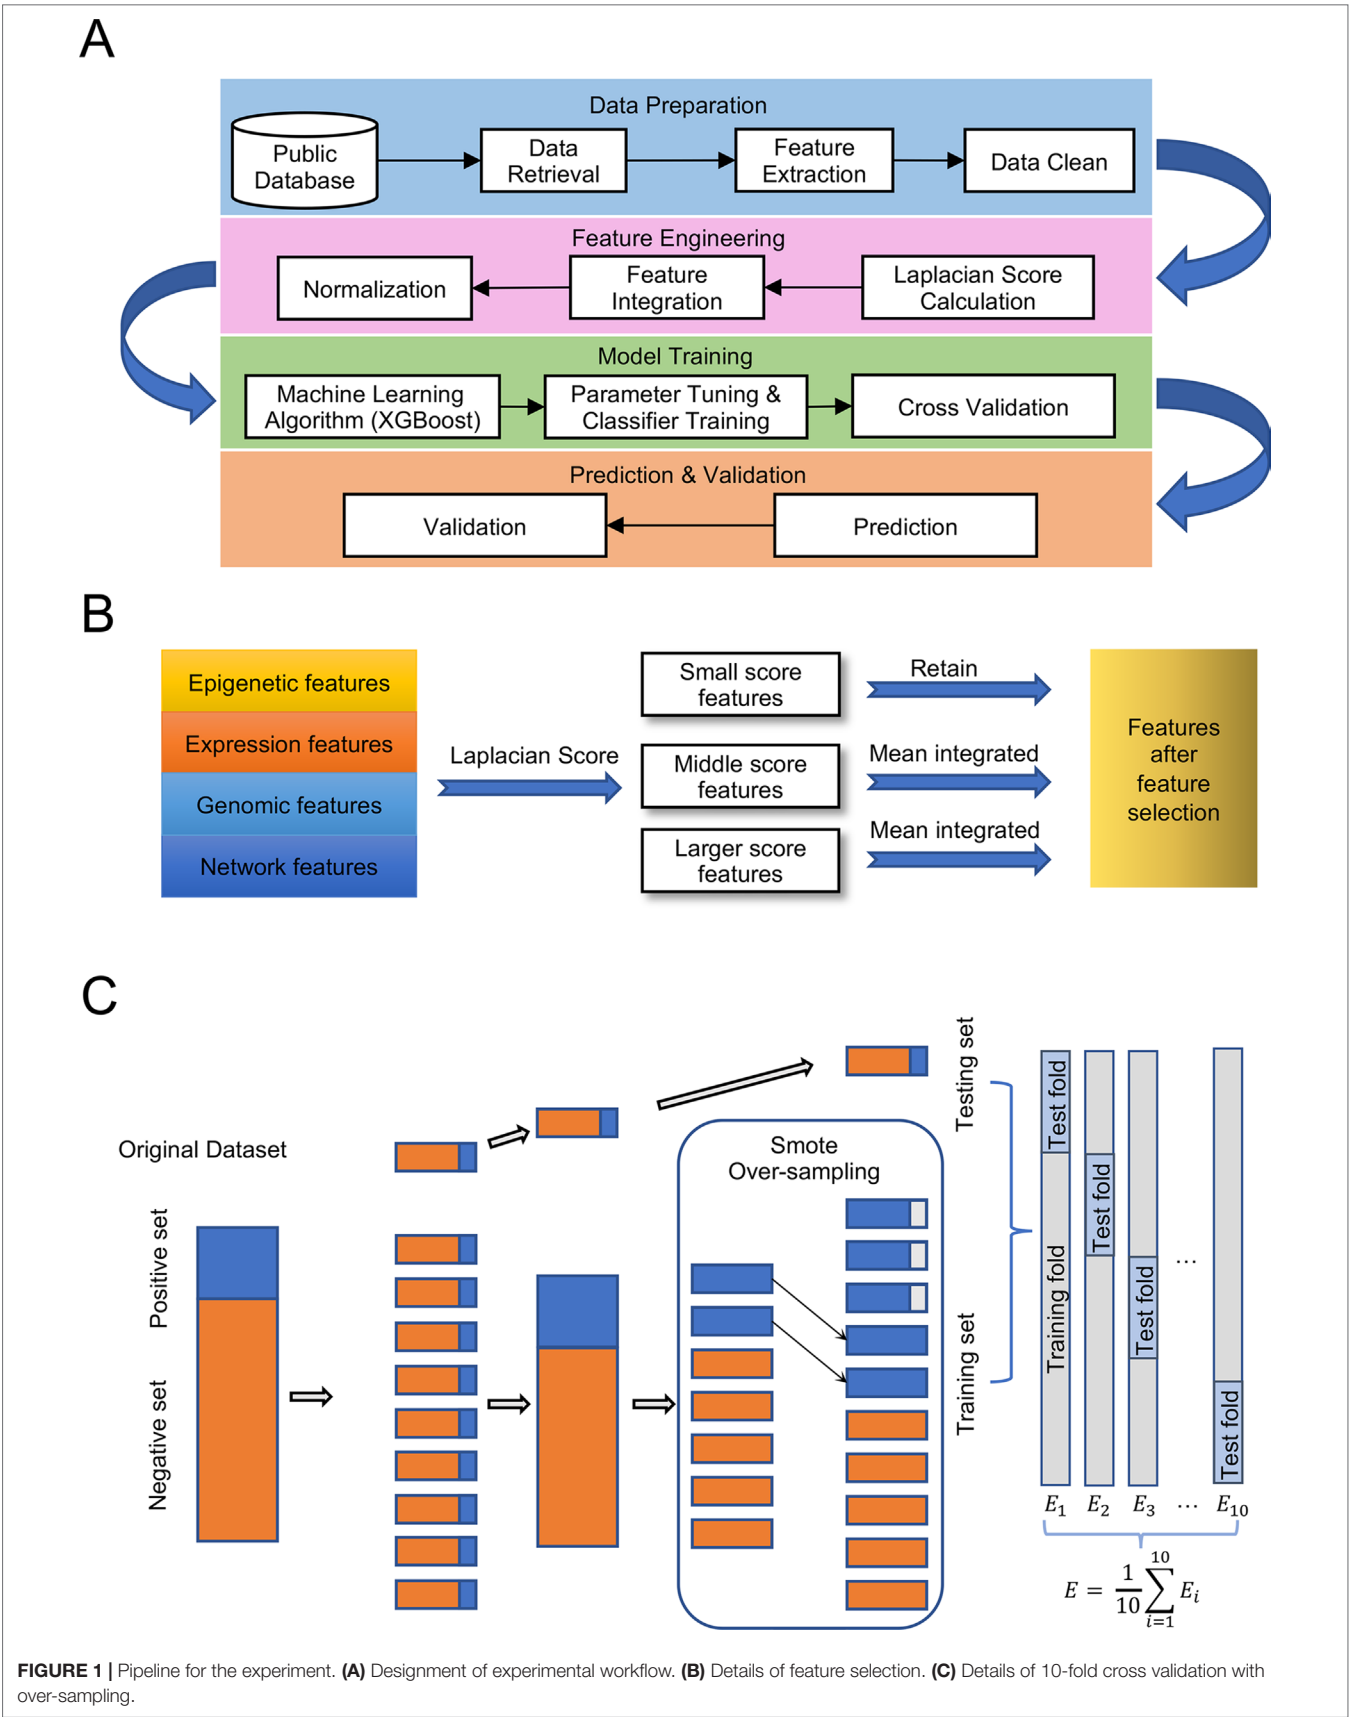 A
Data Preparation
Public
Database
Data
Retrieval
Feature
Extraction
Data Clean
Feature Engineering
Normalization
Feature
Integration
Laplacian Score
Calculation
Model Training
Machine Learning
Algorithm (XGBoost)
Parameter Tuning &
Classifier Training
Cross Validation
Prediction & Validation
Validation
Prediction
B
Epigenetic features
Expression features
Genomic features
Network features
Laplacian Score
Small score
features
Middle score
features
Larger score
features
Retain
Mean integrated
Mean integrated
Features
after
feature
selection
C
Original Dataset
Positive set
Negative set
Smote
Over-sampling
Testing set
Training set
Test fold
Training fold
Test fold
Test fold
...
Test fold
E₁ E₂ E₃ ... E₁₀
E = 1/10 ∑_{i=1}^{10} E_i
FIGURE 1 | Pipeline for the experiment. (A) Designment of experimental workflow. (B) Details of feature selection. (C) Details of 10-fold cross validation with
over-sampling.